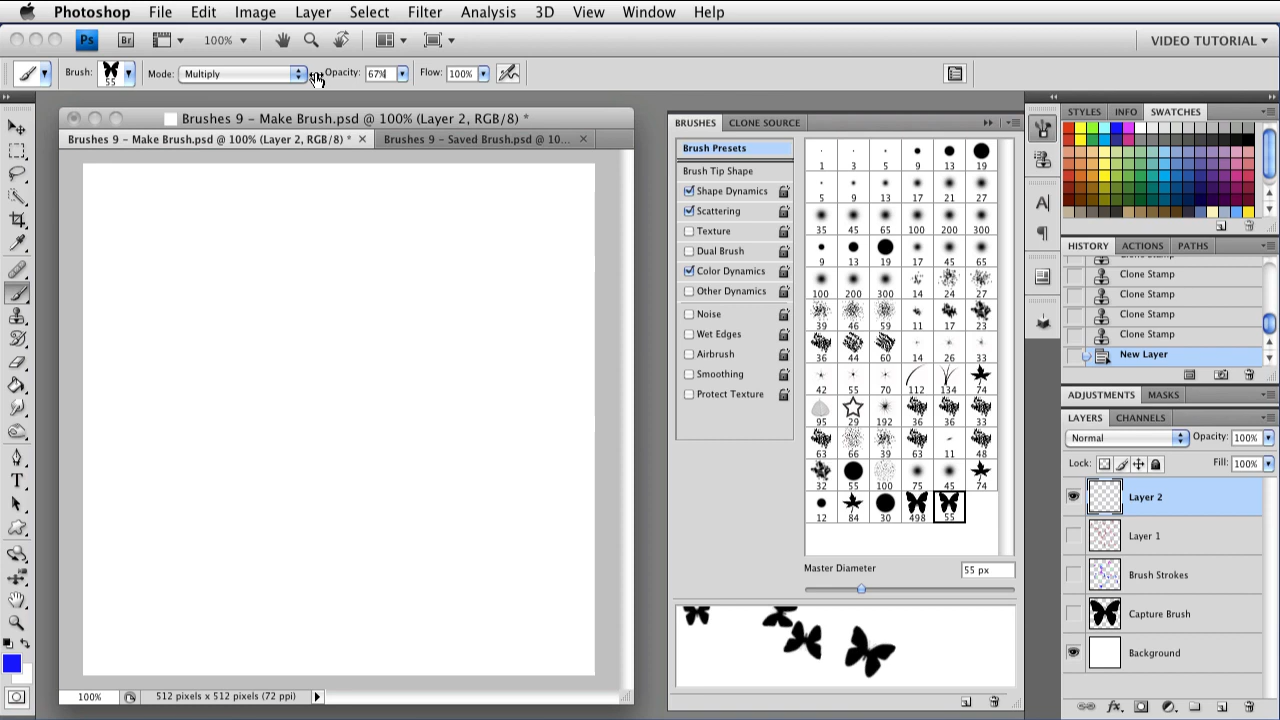 Photoshop File Edit Image Layer Select Filter Analysis 3D View Window Help
Ps Br 100% VIDEO TUTORIAL
Brush: 55 Mode: Multiply Opacity: 67% Flow: 100%
Brushes 9 - Make Brush.psd @ 100% (Layer 2, RGB/8) *
Brushes 9 - Make Brush.psd @ 100% (Layer 2, RGB/8) * Brushes 9 - Saved Brush.psd @ 10...
100% 512 pixels x 512 pixels (72 ppi)
BRUSHES CLONE SOURCE
Brush Presets
Brush Tip Shape
Shape Dynamics
Scattering
Texture
Dual Brush
Color Dynamics
Other Dynamics
Noise
Wet Edges
Airbrush
Smoothing
Protect Texture
1 3 5 9 13 19
5 9 13 17 21 27
35 45 65 100 200 300
9 13 19 17 45 65
100 200 300 14 24 27
39 46 59 11 17 23
36 44 60 14 26 33
42 55 70 112 134 74
95 29 192 36 36 33
63 66 39 63 11 48
32 55 100 75 45 74
12 84 30 498 55
Master Diameter 55 px
STYLES INFO SWATCHES
HISTORY ACTIONS PATHS
Clone Stamp
Clone Stamp
Clone Stamp
Clone Stamp
Clone Stamp
New Layer
ADJUSTMENTS MASKS
LAYERS CHANNELS
Normal Opacity: 100%
Lock: Fill: 100%
Layer 2
Layer 1
Brush Strokes
Capture Brush
Background